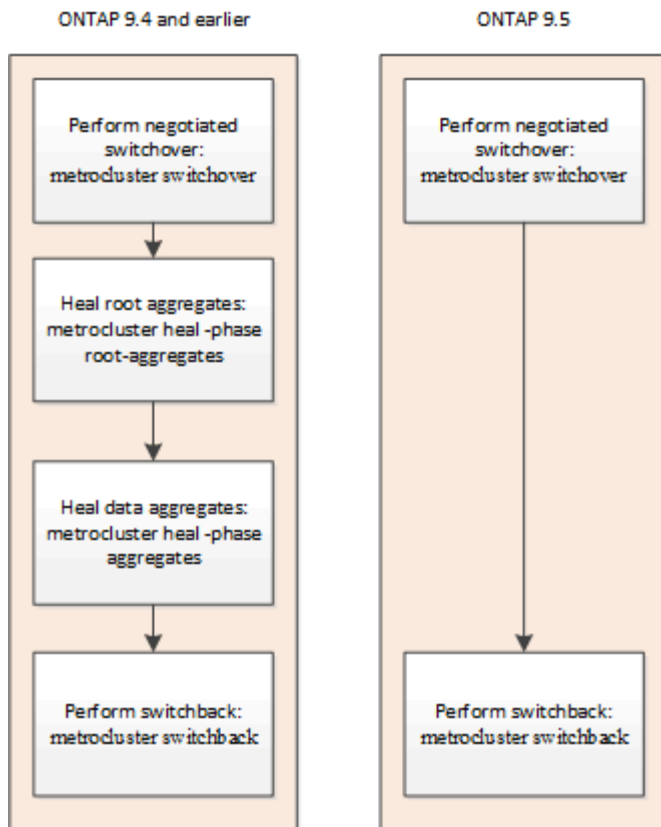 ONTAP 9.4 and earlier
Perform negotiated
switchover:
metrocluster switchover
Heal root aggregates:
metrocluster heal -phase
root-aggregates
Heal data aggregates:
metrocluster heal -phase
aggregates
Perform switchback:
metrocluster switchback
ONTAP 9.5
Perform negotiated
switchover:
metrocluster switchover
Perform switchback:
metrocluster switchback